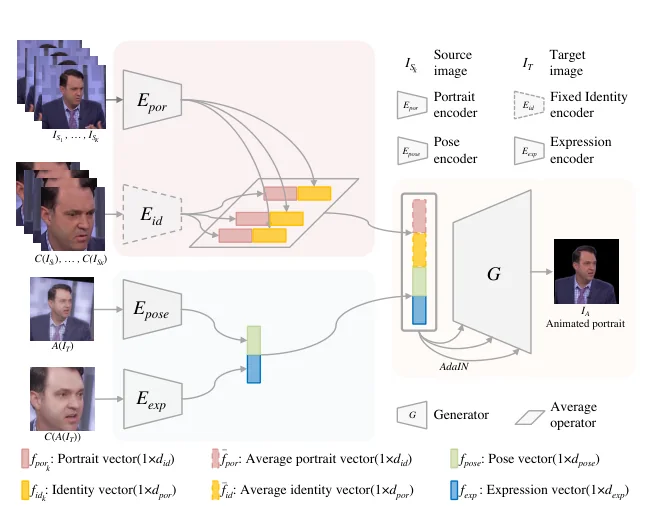 I_{S_1}, … , I_{S_k}
C(I_{S_1}), … , C(I_{S_k})
A(I_T)
C(A(I_T))
E_{por}
E_{id}
E_{pose}
E_{exp}
G
AdaIN
I_A
Animated portrait
I_{S_k} Source image
I_T Target image
E_{por} Portrait encoder
E_{id} Fixed Identity encoder
E_{pose} Pose encoder
E_{exp} Expression encoder
G Generator
Average operator
f_{por_k}: Portrait vector(1×d_{id})
f̄_{por}: Average portrait vector(1×d_{id})
f_{pose}: Pose vector(1×d_{pose})
f_{id_k}: Identity vector(1×d_{por})
f̄_{id}: Average identity vector(1×d_{por})
f_{exp} : Expression vector(1×d_{exp})